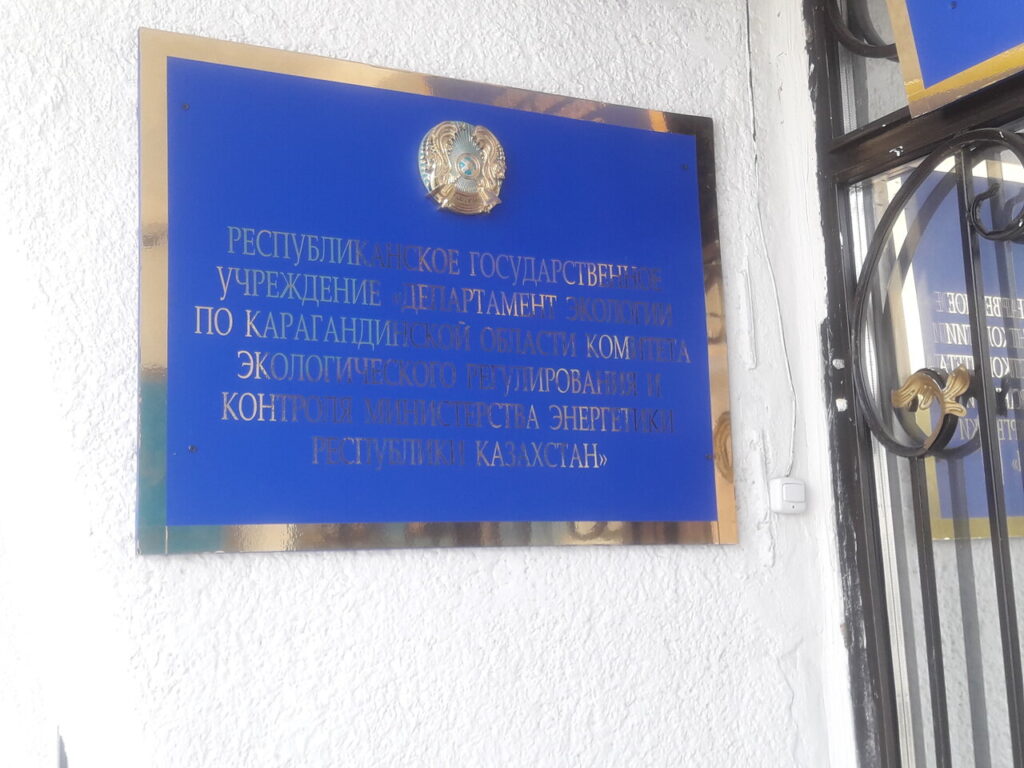 РЕСПУБЛИКАНСКОЕ ГОСУДАРСТВЕННОЕ
УЧРЕЖДЕНИЕ «ДЕПАРТАМЕНТ ЭКОЛОГИИ
ПО КАРАГАНДИНСКОЙ ОБЛАСТИ КОМИТЕТА
ЭКОЛОГИЧЕСКОГО РЕГУЛИРОВАНИЯ И
КОНТРОЛЯ МИНИСТЕРСТВА ЭНЕРГЕТИКИ
РЕСПУБЛИКИ КАЗАХСТАН»